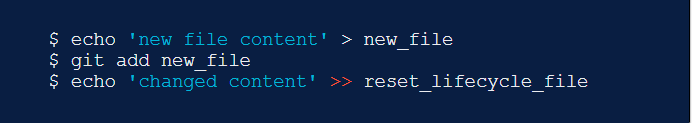 $ echo 'new file content' > new_file
$ git add new_file
$ echo 'changed content' >> reset_lifecycle_file